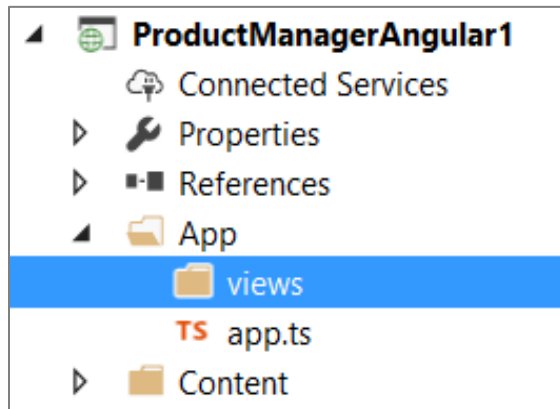 ProductManagerAngular1
Connected Services
Properties
References
App
views
TS app.ts
Content